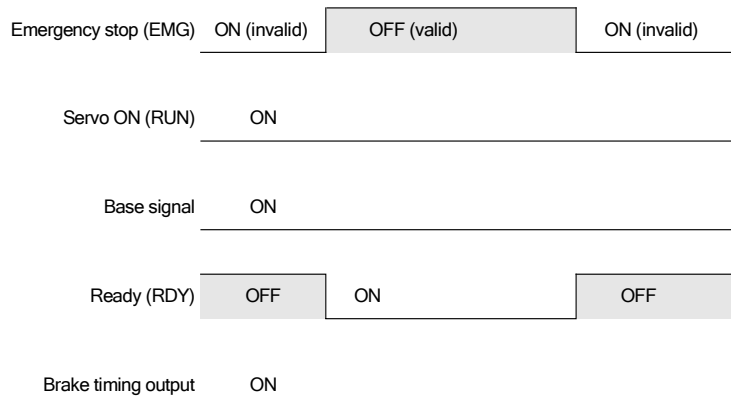 Emergency stop (EMG) ON (invalid) OFF (valid) ON (invalid)
Servo ON (RUN) ON
Base signal ON
Ready (RDY) OFF ON OFF
Brake timing output ON